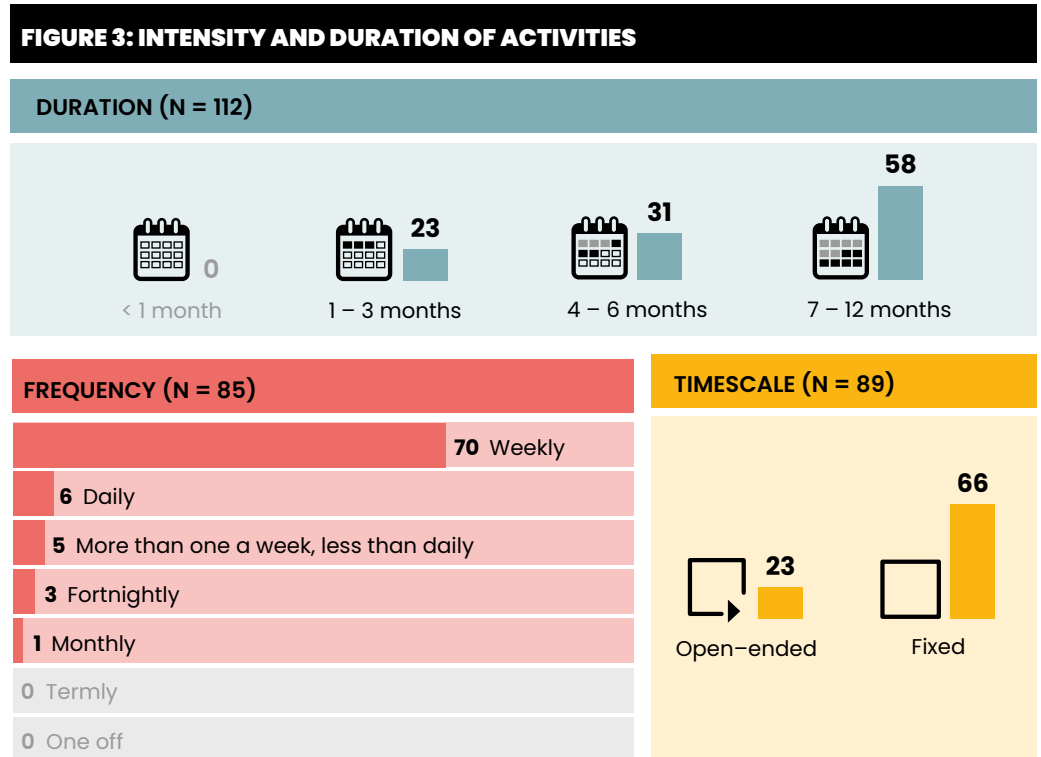 FIGURE 3: INTENSITY AND DURATION OF ACTIVITIES
DURATION (N = 112)
0
< 1 month
23
1 – 3 months
31
4 – 6 months
58
7 – 12 months
FREQUENCY (N = 85)
70 Weekly
6 Daily
5 More than one a week, less than daily
3 Fortnightly
1 Monthly
0 Termly
0 One off
TIMESCALE (N = 89)
23
Open–ended
66
Fixed